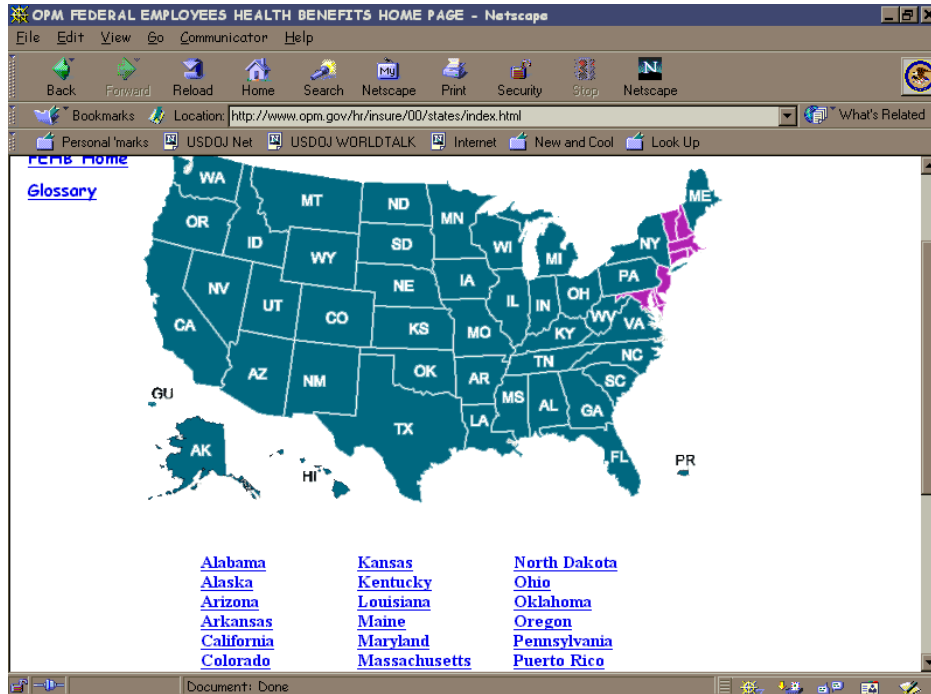 OPM FEDERAL EMPLOYEES HEALTH BENEFITS HOME PAGE - Netscape
File Edit View Go Communicator Help
Back Forward Reload Home Search Netscape Print Security Stop Netscape
Bookmarks Location: http://www.opm.gov/hr/insure/00/states/index.html What's Related
Personal 'marks USDOJ Net USDOJ WORLDTALK Internet New and Cool Look Up
FEHB Home
Glossary
WA
MT
ND
MN
ME
OR
ID
WY
SD
WI
MI
NY
NV
UT
CO
NE
IA
IL
IN
OH
PA
CA
KS
MO
KY
WV
VA
AZ
NM
OK
AR
TN
NC
SC
MS
AL
GA
TX
LA
FL
GU
AK
HI
PR
Alabama Kansas North Dakota
Alaska Kentucky Ohio
Arizona Louisiana Oklahoma
Arkansas Maine Oregon
California Maryland Pennsylvania
Colorado Massachusetts Puerto Rico
Document: Done